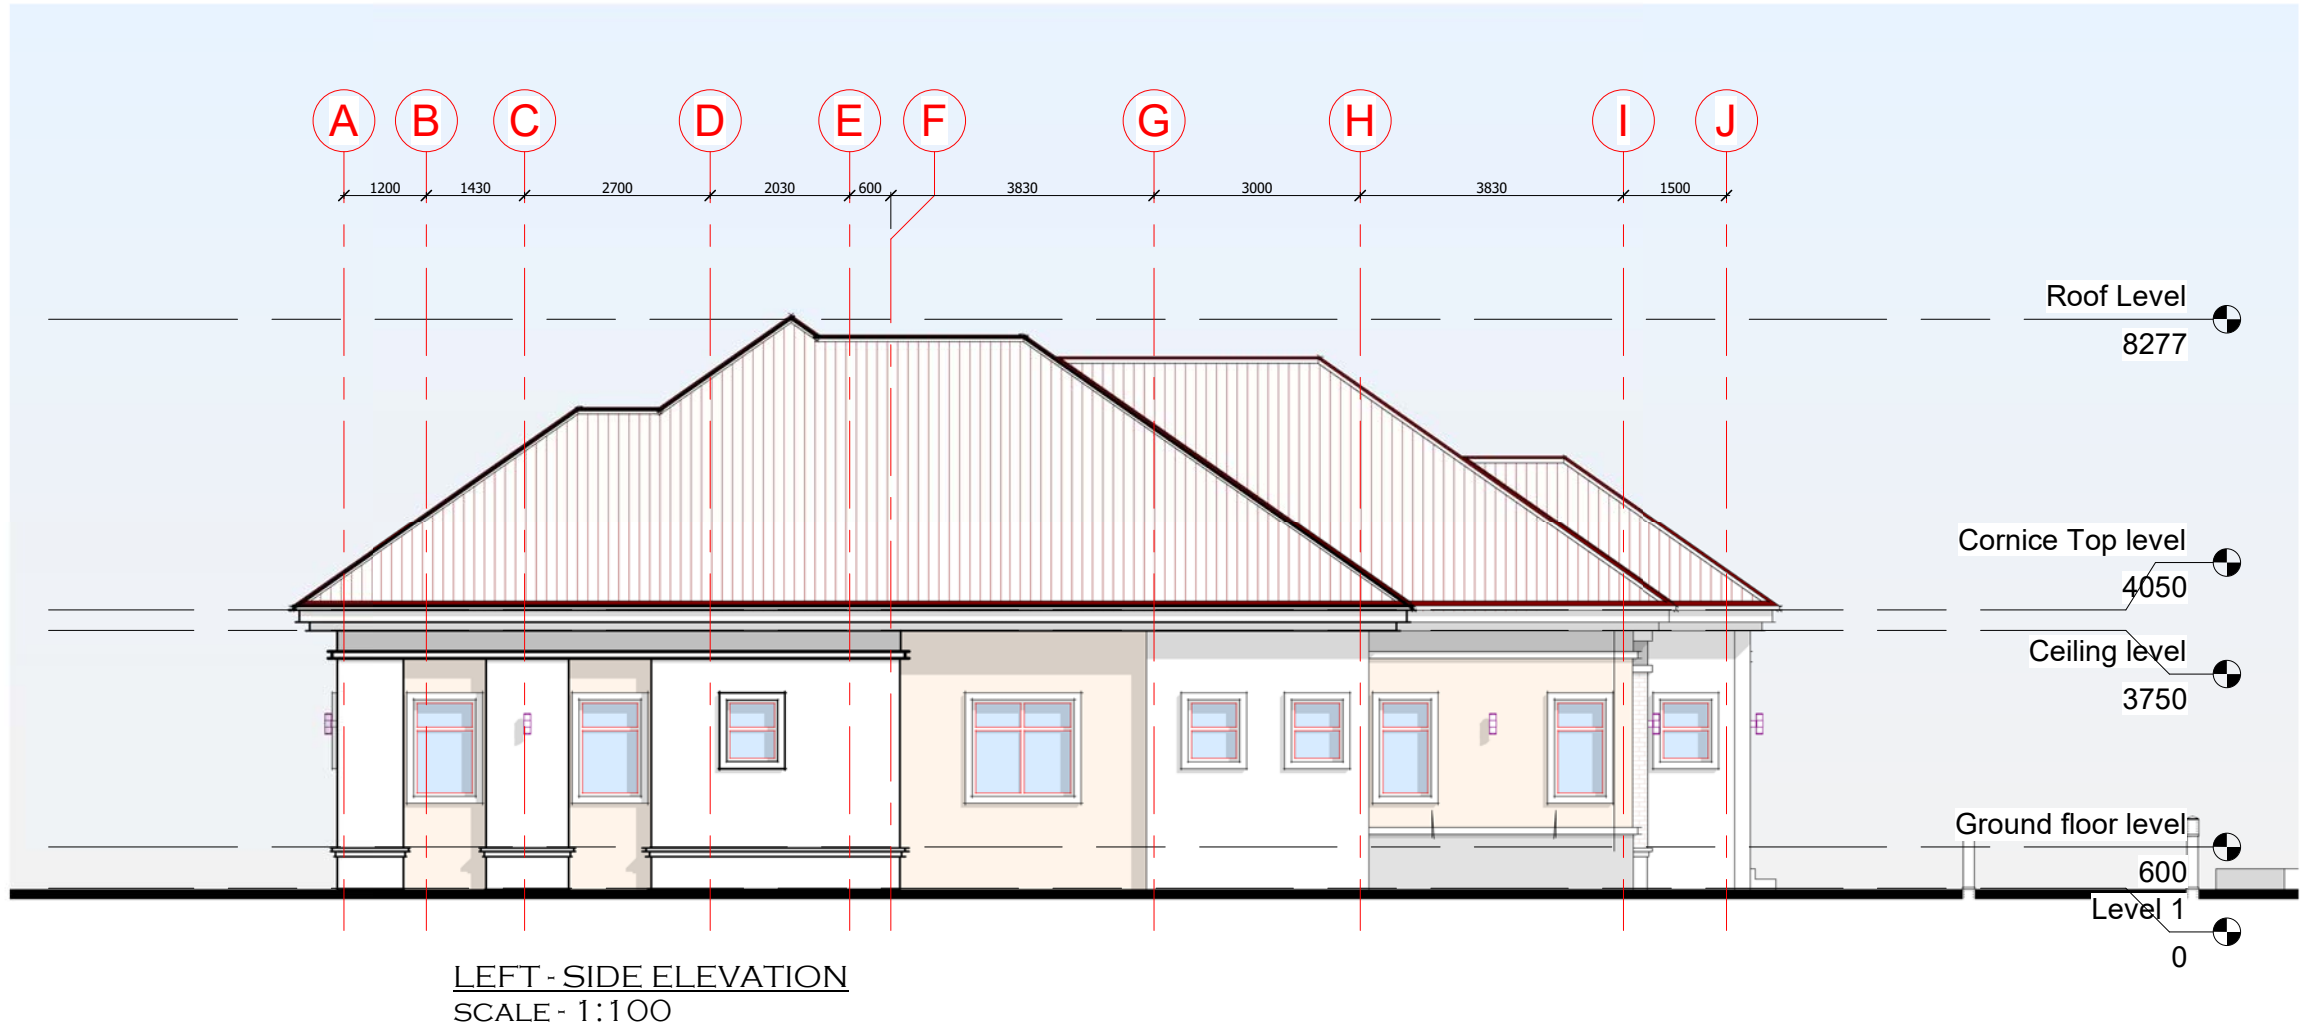 A B C D E F G H I J
1200 1430 2700 2030 600 3830 3000 3830 1500
Roof Level
8277
Cornice Top level
4050
Ceiling level
3750
Ground floor level
600
Level 1
0
LEFT - SIDE ELEVATION
SCALE - 1:100